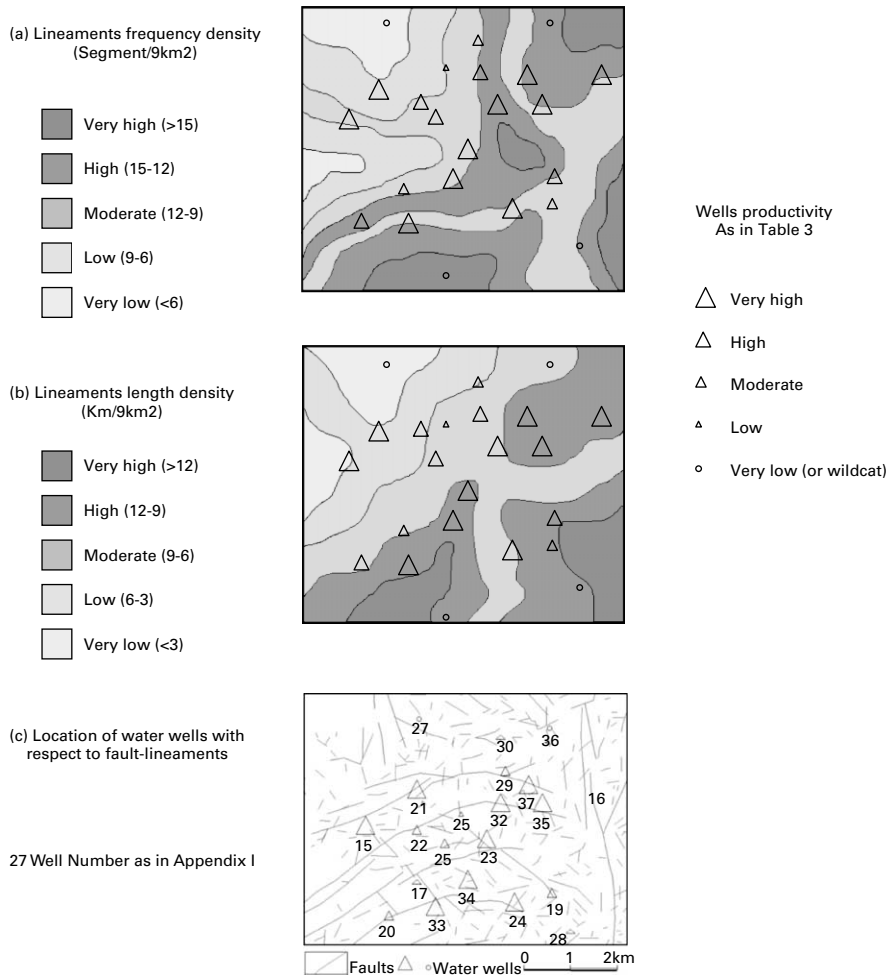 (a) Lineaments frequency density
(Segment/9km2)
Very high (>15)
High (15-12)
Moderate (12-9)
Low (9-6)
Very low (<6)
Wells productivity
As in Table 3
Very high
High
Moderate
Low
Very low (or wildcat)
(b) Lineaments length density
(Km/9km2)
Very high (>12)
High (12-9)
Moderate (9-6)
Low (6-3)
Very low (<3)
(c) Location of water wells with
respect to fault-lineaments
27 Well Number as in Appendix I
27
30
36
29
21
37
16
32
35
25
15
22
25
23
17
34
19
20
33
24
28
Faults
Water wells
0 1 2km